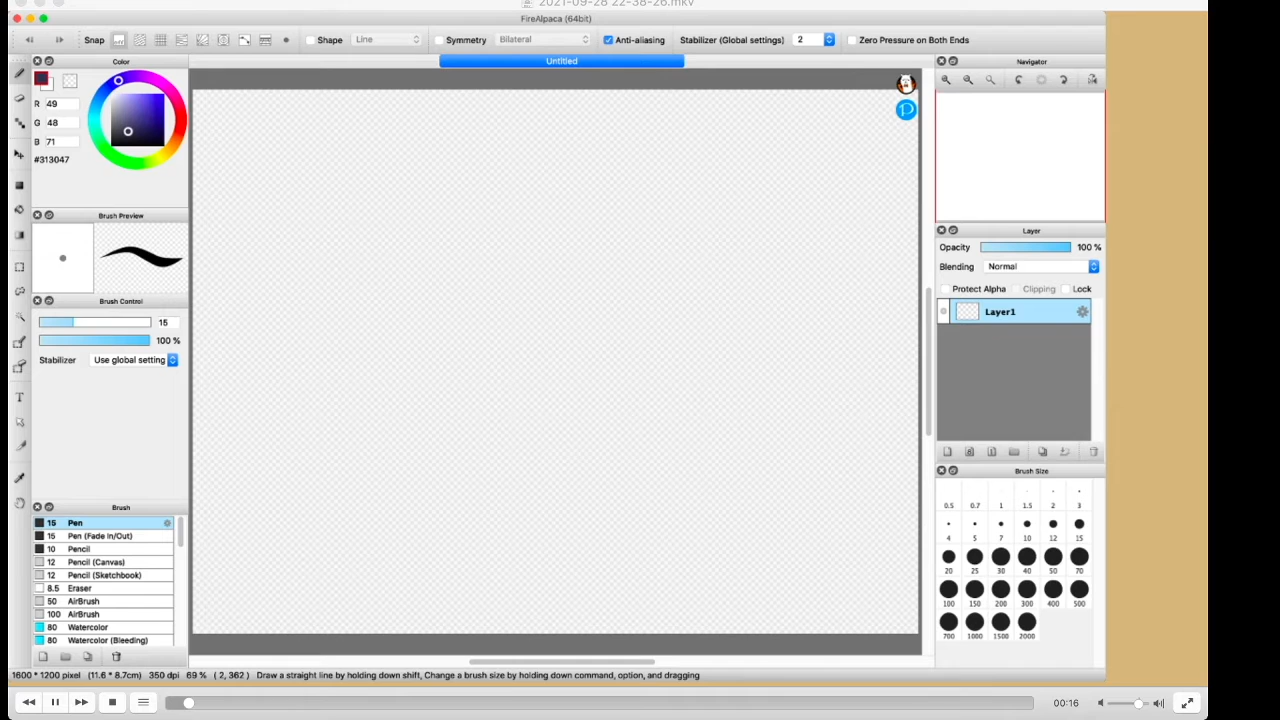 2021-09-28 22-38-26.mkv
FireAlpaca (64bit)
Snap Shape Line Symmetry Bilateral Anti-aliasing Stabilizer (Global settings) 2 Zero Pressure on Both Ends
Color
Untitled
Navigator
R 49
G 48
B 71
#313047
Brush Preview
Brush Control
15
100 %
Stabilizer Use global setting
Brush
15 Pen
15 Pen (Fade In/Out)
10 Pencil
12 Pencil (Canvas)
12 Pencil (Sketchbook)
8.5 Eraser
50 AirBrush
100 AirBrush
80 Watercolor
80 Watercolor (Bleeding)
Layer
Opacity 100 %
Blending Normal
Protect Alpha Clipping Lock
Layer1
Brush Size
0.5 0.7 1 1.5 2 3
4 5 7 10 12 15
20 25 30 40 50 70
100 150 200 300 400 500
700 1000 1500 2000
1600 * 1200 pixel (11.6 * 8.7cm) 350 dpi 69 % ( 2, 362 ) Draw a straight line by holding down shift, Change a brush size by holding down command, option, and dragging
00:16